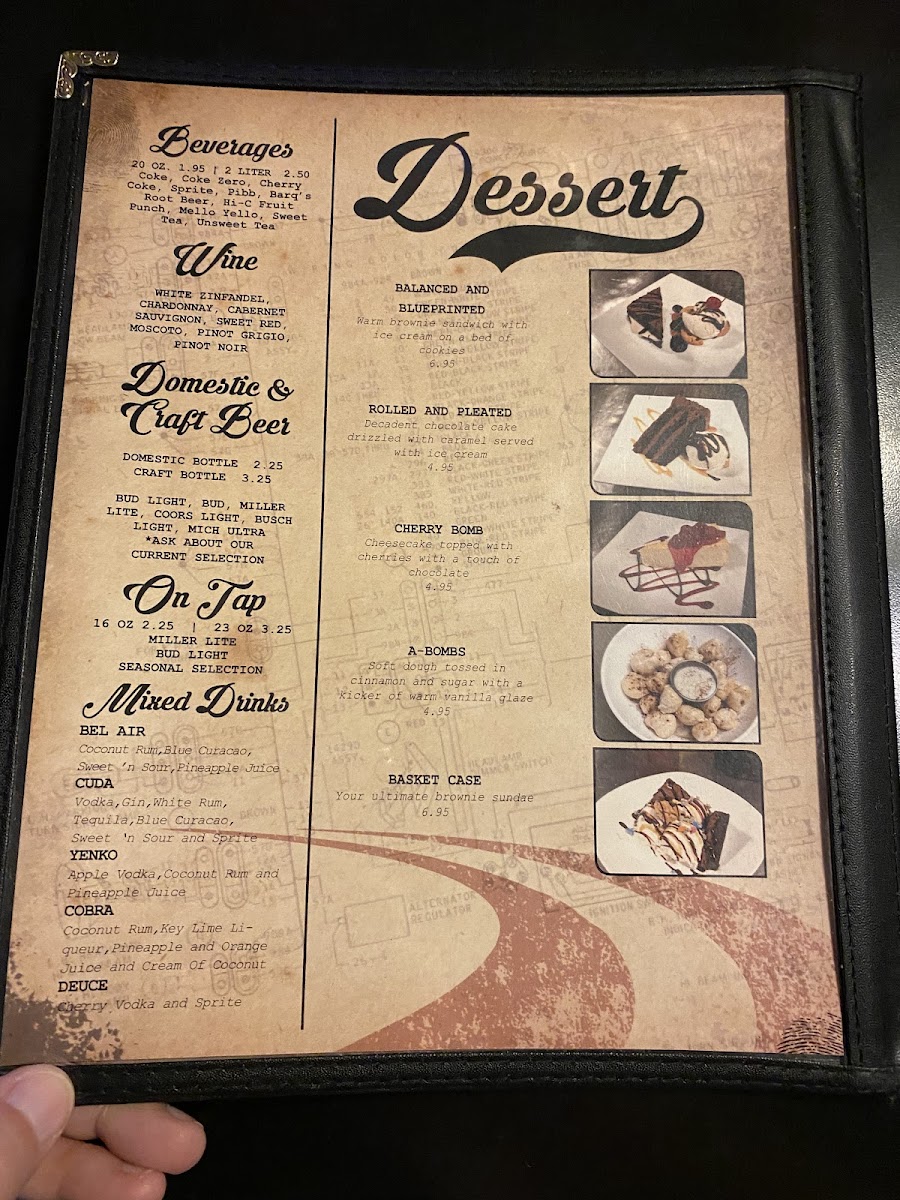 Beverages
20 OZ. 1.95 | 2 LITER 2.50
Coke, Coke Zero, Cherry
Coke, Sprite, Pibb, Barq's
Root Beer, Hi-C Fruit
Punch, Mello Yello, Sweet
Tea, Unsweet Tea
Wine
WHITE ZINFANDEL,
CHARDONNAY, CABERNET
SAUVIGNON, SWEET RED,
MOSCOTO, PINOT GRIGIO,
PINOT NOIR
Domestic &
Craft Beer
DOMESTIC BOTTLE 2.25
CRAFT BOTTLE 3.25
BUD LIGHT, BUD, MILLER
LITE, COORS LIGHT, BUSCH
LIGHT, MICH ULTRA
*ASK ABOUT OUR
CURRENT SELECTION
On Tap
16 OZ 2.25 | 23 OZ 3.25
MILLER LITE
BUD LIGHT
SEASONAL SELECTION
Mixed Drinks
BEL AIR
Coconut Rum,Blue Curacao,
Sweet 'n Sour,Pineapple Juice
CUDA
Vodka,Gin,White Rum,
Tequila,Blue Curacao,
Sweet 'n Sour and Sprite
YENKO
Apple Vodka,Coconut Rum and
Pineapple Juice
COBRA
Coconut Rum,Key Lime Li-
queur,Pineapple and Orange
Juice and Cream Of Coconut
DEUCE
Cherry Vodka and Sprite
Dessert
BALANCED AND
BLUEPRINTED
Warm brownie sandwich with
ice cream on a bed of
cookies
6.95
ROLLED AND PLEATED
Decadent chocolate cake
drizzled with caramel served
with ice cream
4.95
CHERRY BOMB
Cheesecake topped with
cherries with a touch of
chocolate
4.95
A-BOMBS
Soft dough tossed in
cinnamon and sugar with a
kicker of warm vanilla glaze
4.95
BASKET CASE
Your ultimate brownie sundae
6.95
ALTERNATOR
REGULATOR